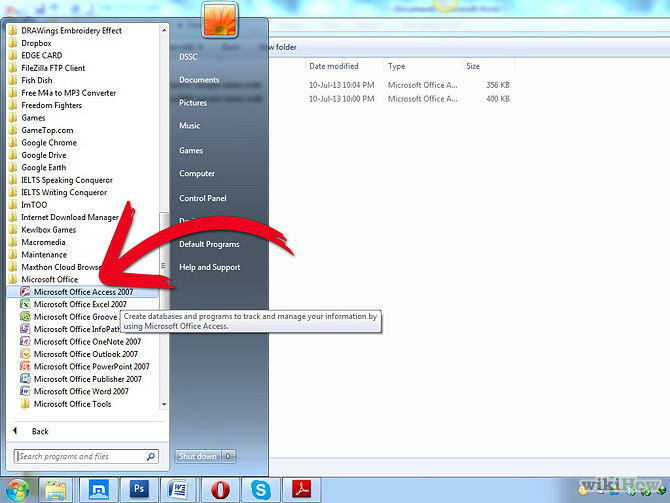 DRAWings Embroidery Effect
Dropbox
EDGE CARD
FileZilla FTP Client
Fish Dish
Free M4a to MP3 Converter
Freedom Fighters
Games
GameTop.com
Google Chrome
Google Drive
Google Earth
IELTS Speaking Conqueror
IELTS Writing Conqueror
ImTOO
Internet Download Manager
Kewlbox Games
Macromedia
Maintenance
Maxthon Cloud Browse
Microsoft Office
Microsoft Office Access 2007
Microsoft Office Excel 2007
Microsoft Office Groove
Microsoft Office InfoPath
Microsoft Office OneNote 2007
Microsoft Office Outlook 2007
Microsoft Office PowerPoint 2007
Microsoft Office Publisher 2007
Microsoft Office Word 2007
Microsoft Office Tools
Back
Search programs and files
DSSC
Documents
Pictures
Music
Games
Computer
Control Panel
Default Programs
Help and Support
Shut down
Create databases and programs to track and manage your information by
using Microsoft Office Access.
w folder
Date modified Type Size
10-Jul-13 10:04 PM Microsoft Office A... 356 KB
10-Jul-13 10:00 PM Microsoft Office A... 400 KB
Ps
W
wikiHow